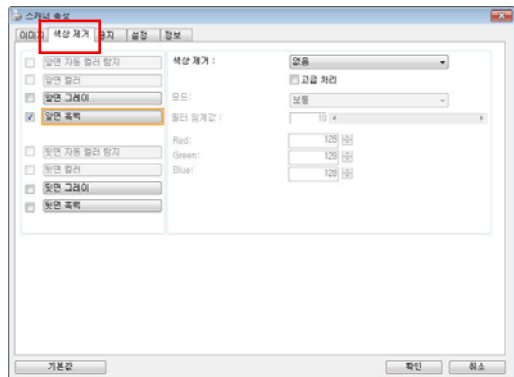 스캐너 속성
이미지 색상 제거 용지 설정 정보
앞면 자동 컬러 탐지
앞면 컬러
앞면 그레이
앞면 흑백
뒷면 자동 컬러 탐지
뒷면 컬러
뒷면 그레이
뒷면 흑백
색상 제거 : 없음
고급 처리
모드: 보통
필터 임계값 : 10
Red: 128
Green: 128
Blue: 128
기본값 확인 취소